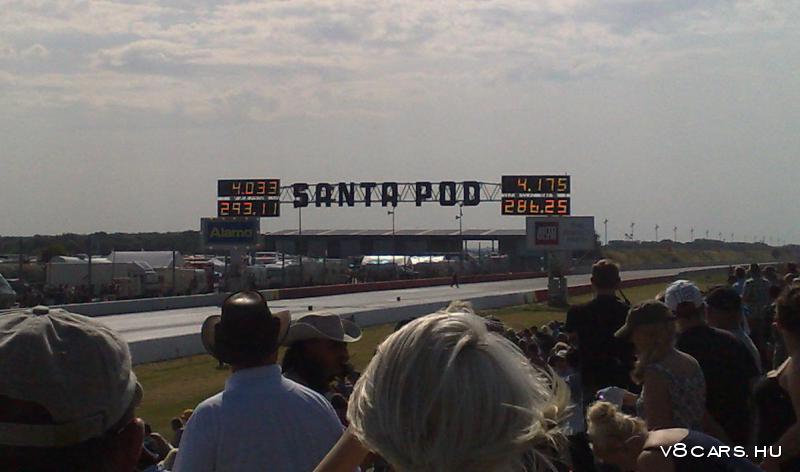 4.033
293.11
SANTA POD
4.175
286.25
Alamo
V8CARS.HU